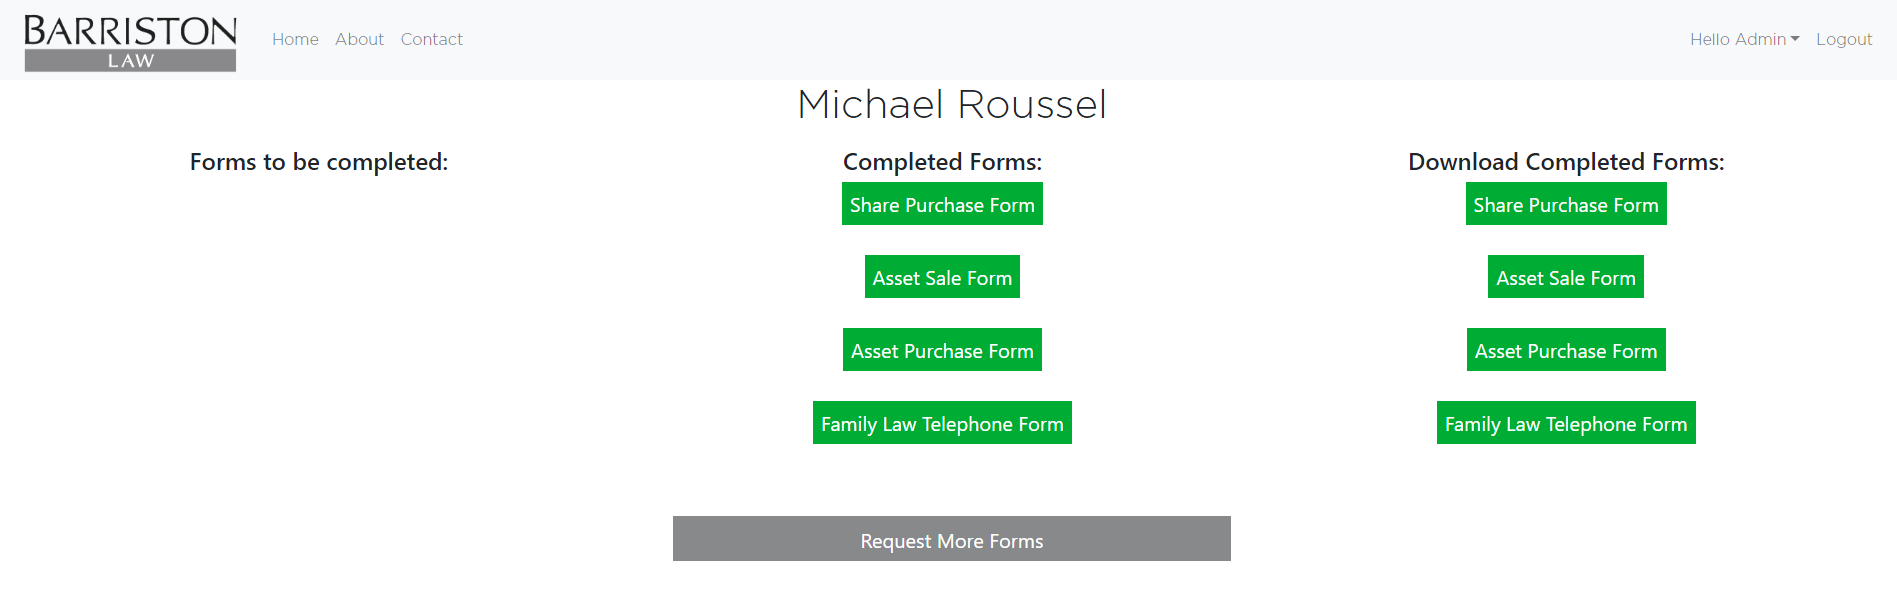 BARRISTON
LAW
Home About Contact
Hello Admin Logout
Michael Roussel
Forms to be completed:
Completed Forms:
Share Purchase Form
Asset Sale Form
Asset Purchase Form
Family Law Telephone Form
Download Completed Forms:
Share Purchase Form
Asset Sale Form
Asset Purchase Form
Family Law Telephone Form
Request More Forms